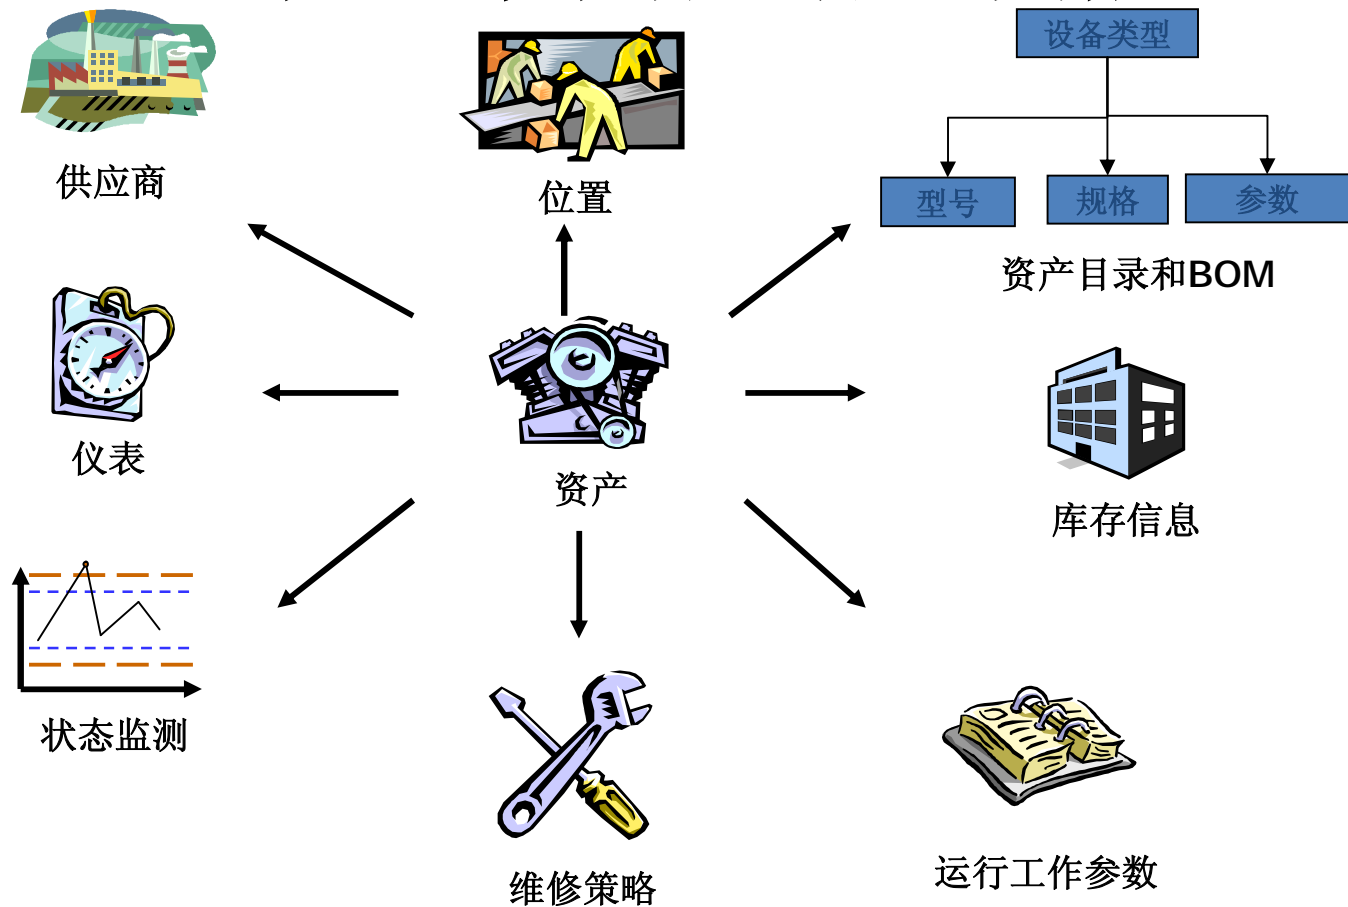 设备类型
供应商
位置
型号
规格
参数
资产目录和BOM
仪表
资产
库存信息
状态监测
维修策略
运行工作参数